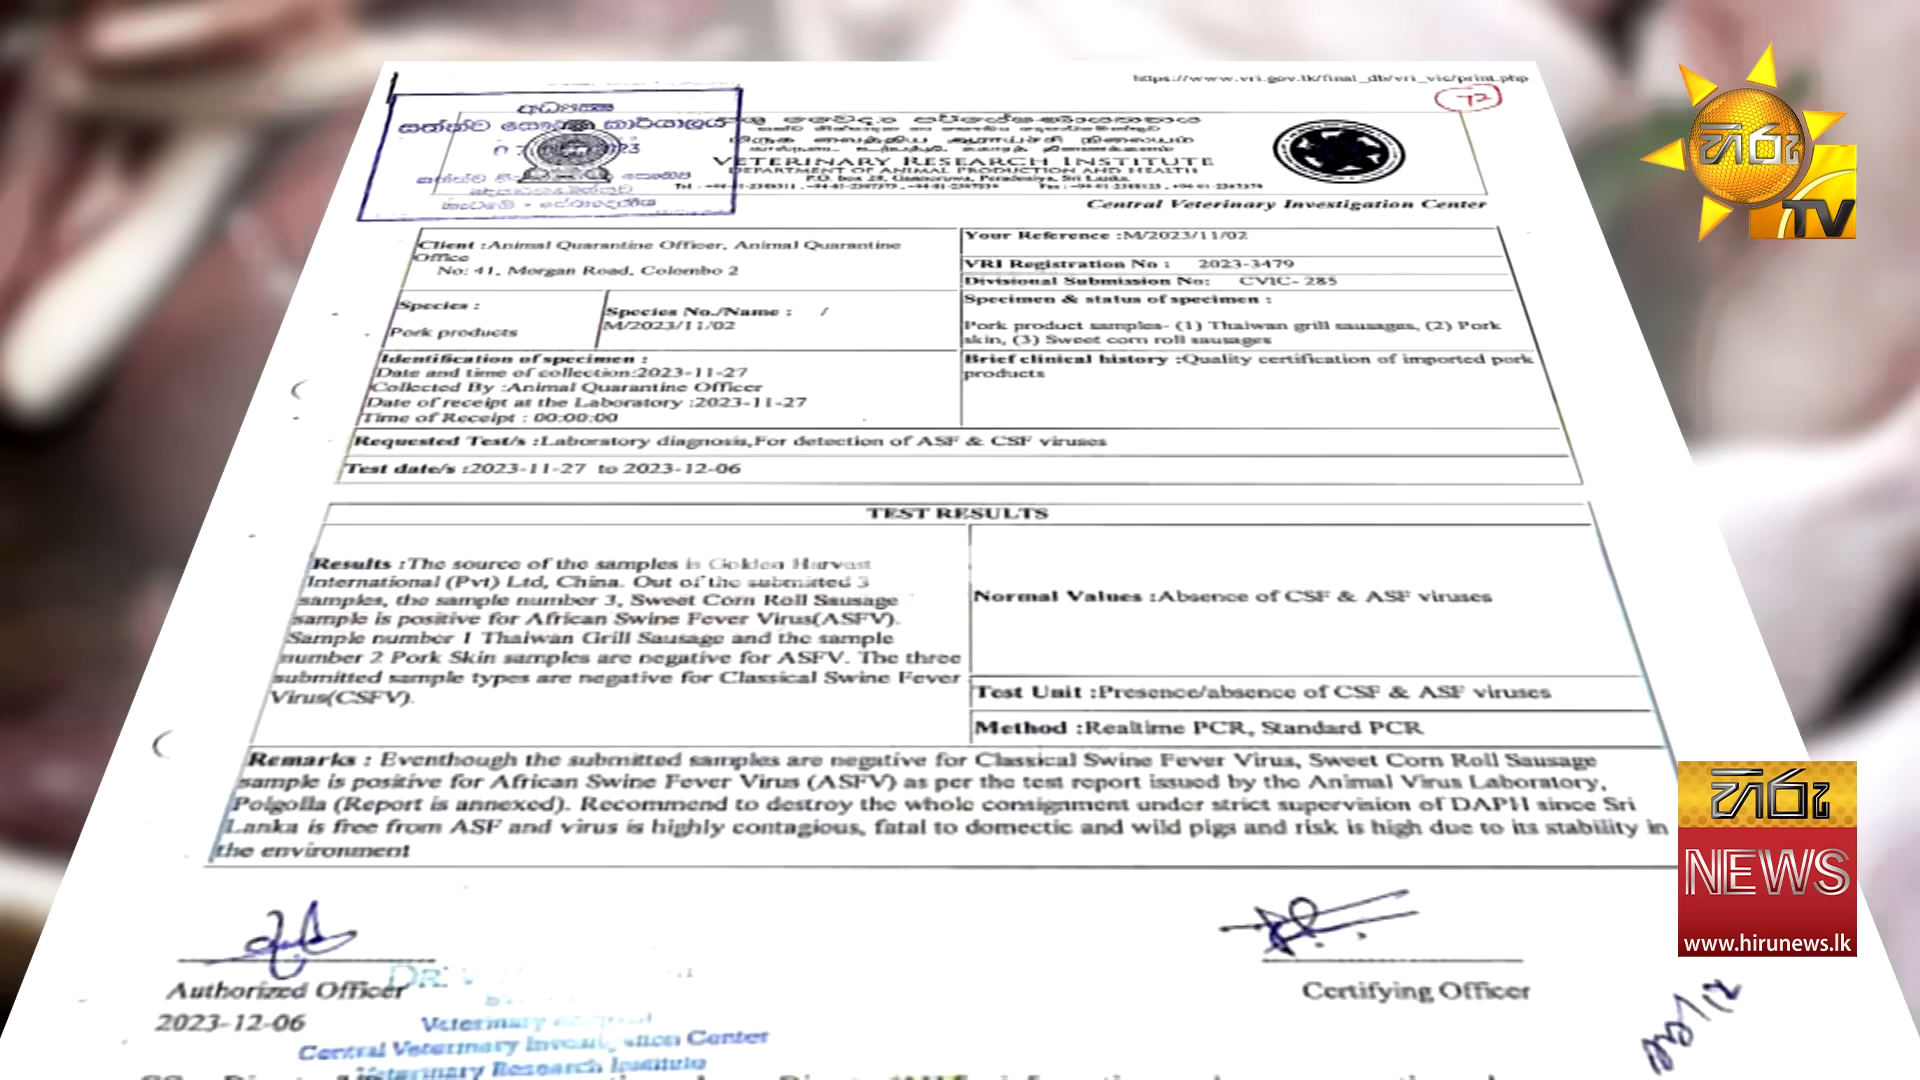 https://www.vri.gov.lk/final_db/vri_vic/print.php
72
VETERINARY RESEARCH INSTITUTE
DEPARTMENT OF ANIMAL PRODUCTION AND HEALTH
P.O. box 28, Gannoruwa, Peradeniya, Sri Lanka
Central Veterinary Investigation Center
හිරු
TV
Client :Animal Quarantine Officer, Animal Quarantine
Office
No: 41, Morgan Road, Colombo 2
Your Reference :M/2023/11/02
VRI Registration No : 2023-3479
Divisional Submission No: CVIC- 285
Species :
Pork products
Species No./Name : /
M/2023/11/02
Specimen & status of specimen :
Pork product samples- (1) Thaiwan grill sausages, (2) Pork
skin, (3) Sweet corn roll sausages
Identification of specimen :
Date and time of collection:2023-11-27
Collected By :Animal Quarantine Officer
Date of receipt at the Laboratory :2023-11-27
Time of Receipt : 00:00:00
Brief clinical history :Quality certification of imported pork
products
Requested Test/s :Laboratory diagnosis,For detection of ASF & CSF viruses
Test date/s :2023-11-27 to 2023-12-06
TEST RESULTS
Results :The source of the samples is Golden Harvest
International (Pvt) Ltd, China. Out of the submitted 3
samples, the sample number 3, Sweet Corn Roll Sausage
sample is positive for African Swine Fever Virus(ASFV).
Sample number 1 Thaiwan Grill Sausage and the sample
number 2 Pork Skin samples are negative for ASFV. The three
submitted sample types are negative for Classical Swine Fever
Virus(CSFV).
Normal Values :Absence of CSF & ASF viruses
Test Unit :Presence/absence of CSF & ASF viruses
Method :Realtime PCR, Standard PCR
Remarks : Eventhough the submitted samples are negative for Classical Swine Fever Virus, Sweet Corn Roll Sausage
sample is positive for African Swine Fever Virus (ASFV) as per the test report issued by the Animal Virus Laboratory,
Polgolla (Report is annexed). Recommend to destroy the whole consignment under strict supervision of DAPH since Sri
Lanka is free from ASF and virus is highly contagious, fatal to domectic and wild pigs and risk is high due to its stability in
the environment
හිරු
NEWS
www.hirunews.lk
Authorized Officer
2023-12-06
DR.
Veterinary
Central Veterinary Center
Veterinary Research Institute
Certifying Officer